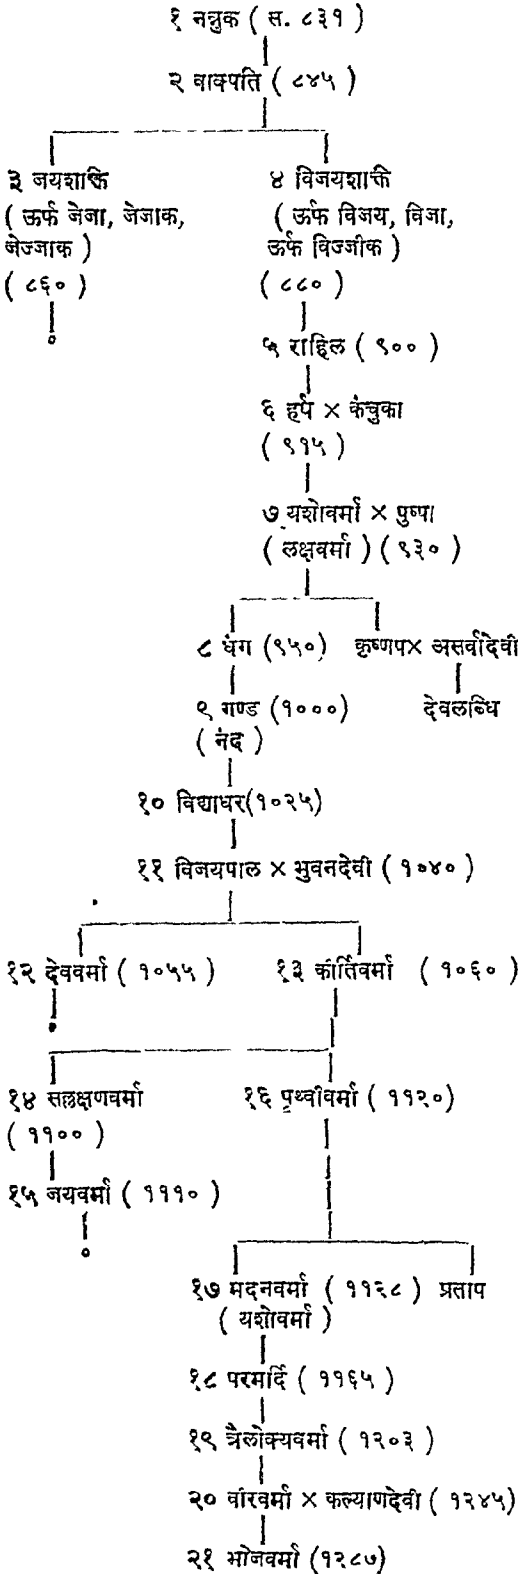 १ नन्नुक ( स. ८३१ )
२ वाक्पति ( ८४५ )
३ जयशक्ति
( ऊर्फ जेजा, जेजाक,
जेज्जाक )
( ८६० )
४ विजयशक्ति
( ऊर्फ विजय, विजा,
ऊर्फ विज्जीक )
( ८८० )
५ राहिल ( ९०० )
६ हर्ष × कंचुका
( ९१५ )
७ यशोवर्मा × पुष्पा
( लक्षवर्मा ) ( ९३० )
८ धंग (९५०) कृष्णप× असर्वादेवी
९ गण्ड (१०००) देवलब्धि
( नंद )
१० विद्याधर(१०२५)
११ विजयपाल × भुवनदेवी ( १०४० )
१२ देववर्मा ( १०५५ ) १३ कीर्तिवर्मा ( १०६० )
१४ सल्लक्षणवर्मा १६ पृथ्वीवर्मा ( ११२०)
( ११०० )
१५ जयवर्मा ( १११० )
१७ मदनवर्मा ( ११२८ ) प्रताप
( यशोवर्मा )
१८ परमर्दि ( ११६५ )
१९ त्रैलोक्यवर्मा ( १२०३ )
२० वीरवर्मा × कल्याणदेवी ( १२४५)
२१ भोजवर्मा (१२८७)